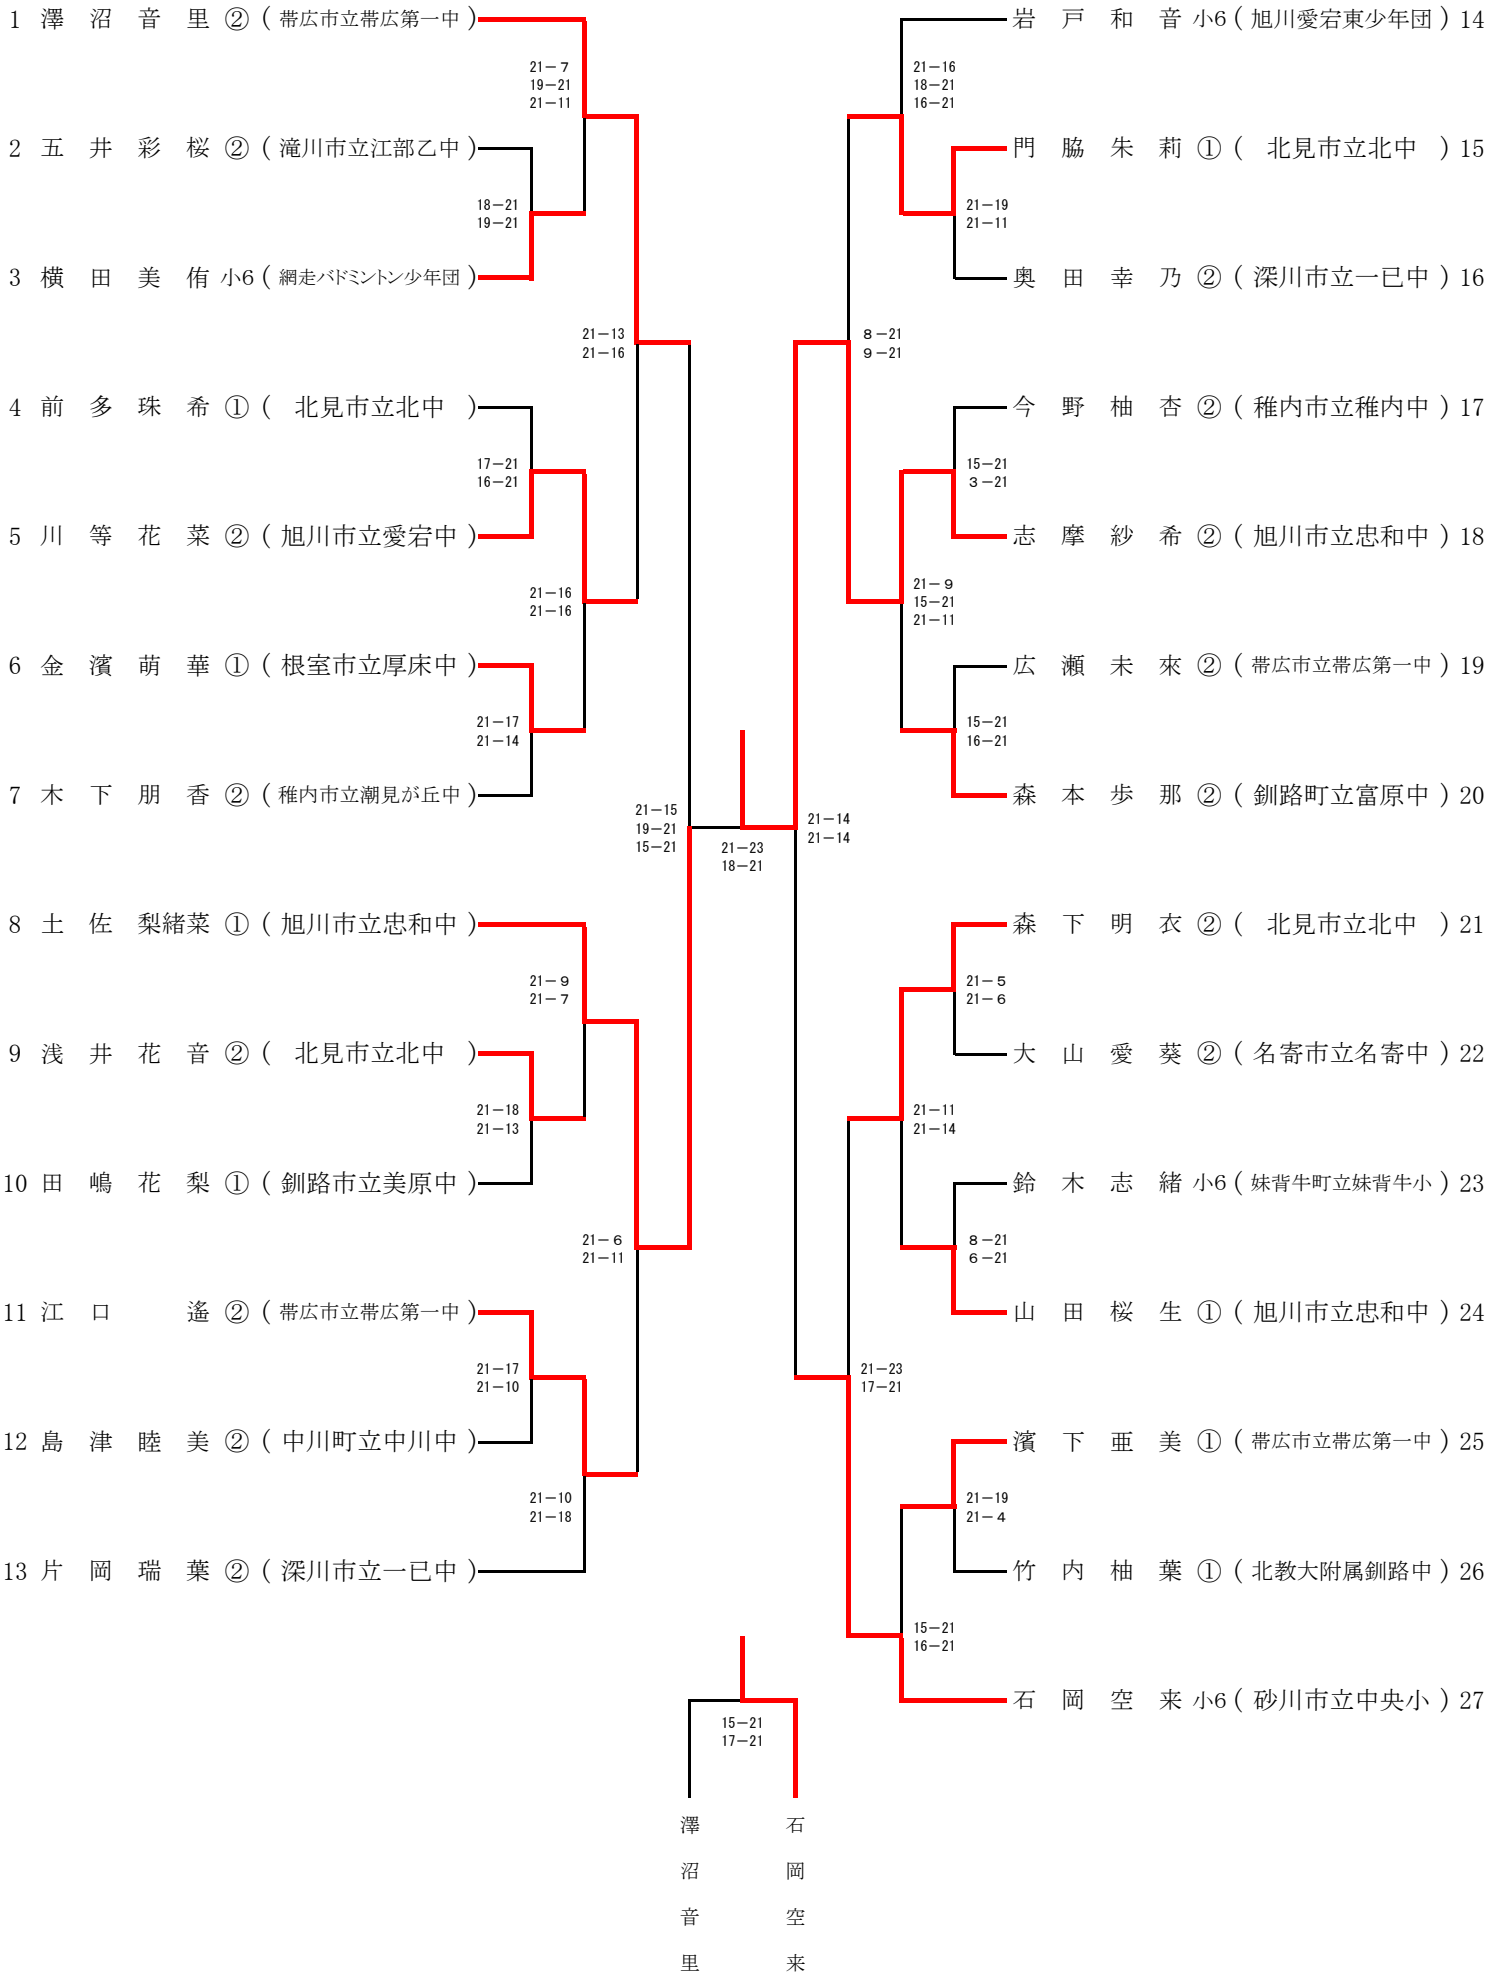 1 澤 沼 音 里 ② ( 帯広市立帯広第一中 )
21－7
19－21
21－11
2 五 井 彩 桜 ② ( 滝川市立江部乙中 )
18－21
19－21
3 横 田 美 侑 小6 ( 網走バドミントン少年団 )
21－13
21－16
4 前 多 珠 希 ① ( 北見市立北中 )
17－21
16－21
5 川 等 花 菜 ② ( 旭川市立愛宕中 )
21－16
21－16
6 金 濱 萌 華 ① ( 根室市立厚床中 )
21－17
21－14
7 木 下 朋 香 ② ( 稚内市立潮見が丘中 )
21－15
19－21
15－21
8 土 佐 梨緒菜 ① ( 旭川市立忠和中 )
21－9
21－7
9 浅 井 花 音 ② ( 北見市立北中 )
21－18
21－13
10 田 嶋 花 梨 ① ( 釧路市立美原中 )
21－6
21－11
11 江 口 遙 ② ( 帯広市立帯広第一中 )
21－17
21－10
12 島 津 睦 美 ② ( 中川町立中川中 )
21－10
21－18
13 片 岡 瑞 葉 ② ( 深川市立一已中 )
21－23
18－21
岩 戸 和 音 小6 ( 旭川愛宕東少年団 ) 14
21－16
18－21
16－21
門 脇 朱 莉 ① ( 北見市立北中 ) 15
21－19
21－11
奥 田 幸 乃 ② ( 深川市立一已中 ) 16
8－21
9－21
今 野 柚 杏 ② ( 稚内市立稚内中 ) 17
15－21
3－21
志 摩 紗 希 ② ( 旭川市立忠和中 ) 18
21－9
15－21
21－11
広 瀬 未 來 ② ( 帯広市立帯広第一中 ) 19
15－21
16－21
森 本 歩 那 ② ( 釧路町立富原中 ) 20
21－14
21－14
森 下 明 衣 ② ( 北見市立北中 ) 21
21－5
21－6
大 山 愛 葵 ② ( 名寄市立名寄中 ) 22
21－11
21－14
鈴 木 志 緒 小6 ( 妹背牛町立妹背牛小 ) 23
8－21
6－21
山 田 桜 生 ① ( 旭川市立忠和中 ) 24
21－23
17－21
濱 下 亜 美 ① ( 帯広市立帯広第一中 ) 25
21－19
21－4
竹 内 柚 葉 ① ( 北教大附属釧路中 ) 26
15－21
16－21
石 岡 空 来 小6 ( 砂川市立中央小 ) 27
15－21
17－21
澤 沼 音 里
石 岡 空 来